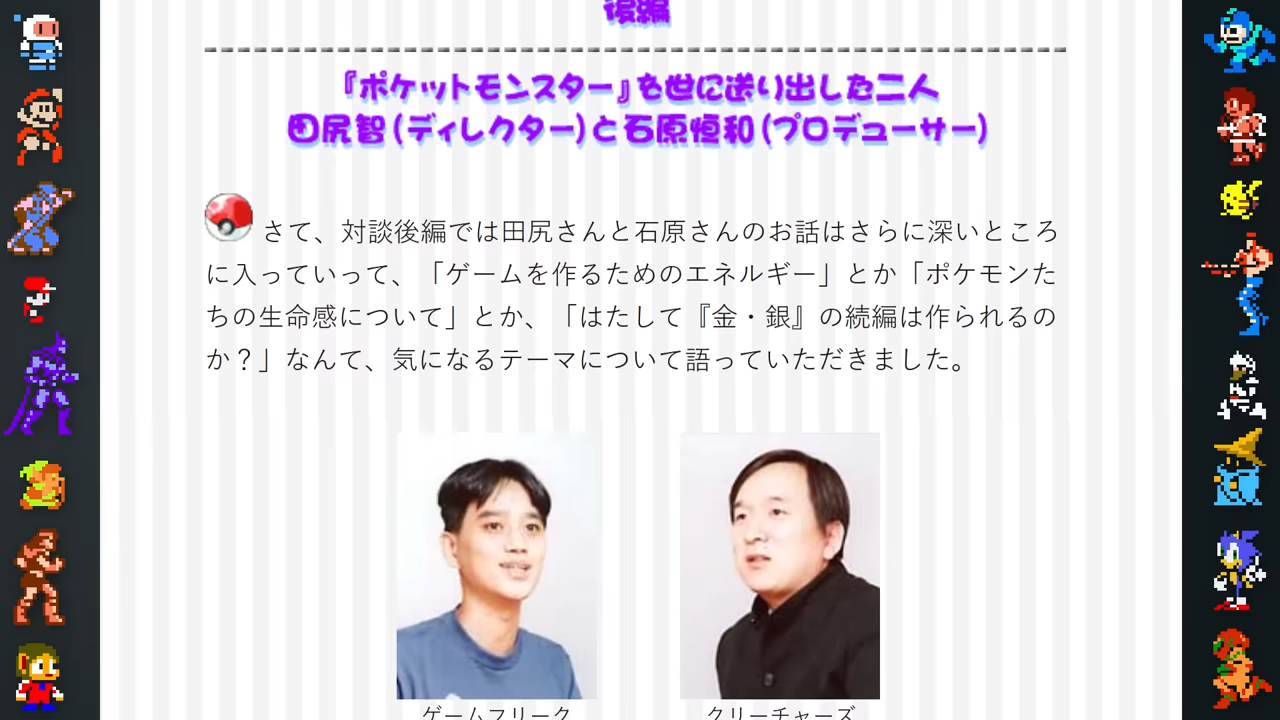 後編
『ポケットモンスター』を世に送り出した二人
田尻智(ディレクター)と石原恒和(プロデューサー)
さて、対談後編では田尻さんと石原さんのお話はさらに深いところ
に入っていって、「ゲームを作るためのエネルギー」とか「ポケモンた
ちの生命感について」とか、「はたして『金・銀』の続編は作られるの
か？」なんて、気になるテーマについて語っていただきました。
ゲームフリーク
クリーチャーズ